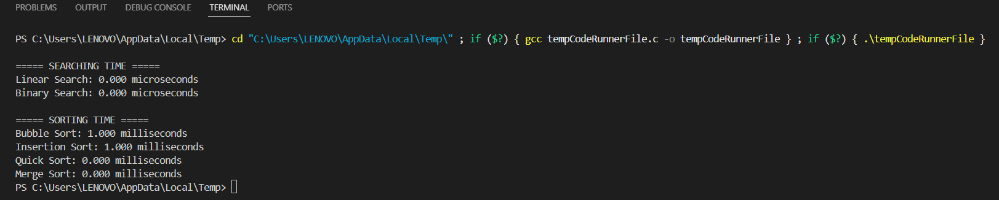 PROBLEMS OUTPUT DEBUG CONSOLE TERMINAL PORTS
PS C:\Users\LENOVO\AppData\Local\Temp> cd "C:\Users\LENOVO\AppData\Local\Temp\" ; if ($?) { gcc tempCodeRunnerFile.c -o tempCodeRunnerFile } ; if ($?) { .\tempCodeRunnerFile }
===== SEARCHING TIME =====
Linear Search: 0.000 microseconds
Binary Search: 0.000 microseconds
===== SORTING TIME =====
Bubble Sort: 1.000 milliseconds
Insertion Sort: 1.000 milliseconds
Quick Sort: 0.000 milliseconds
Merge Sort: 0.000 milliseconds
PS C:\Users\LENOVO\AppData\Local\Temp>